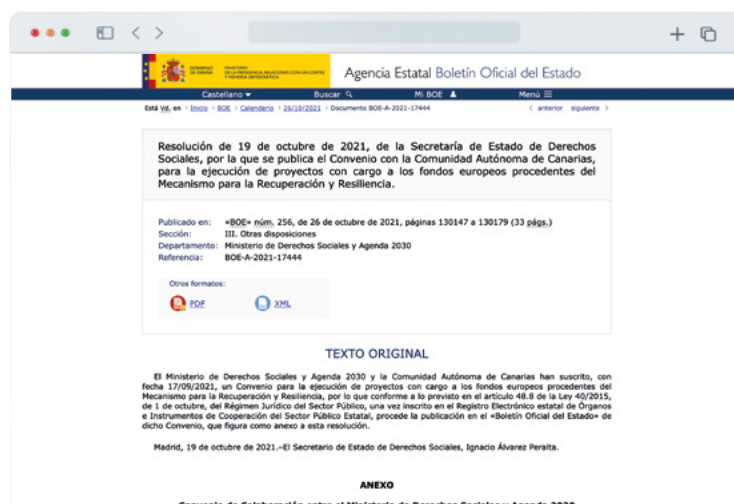 GOBIERNO DE ESPAÑA
MINISTERIO DE LA PRESIDENCIA, RELACIONES CON LAS CORTES Y MEMORIA DEMOCRÁTICA
Agencia Estatal Boletín Oficial del Estado
Castellano Buscar Mi BOE Menú
Está Vd. en Inicio BOE Calendario 26/10/2021 Documento BOE-A-2021-17444 anterior siguiente
Resolución de 19 de octubre de 2021, de la Secretaría de Estado de Derechos
Sociales, por la que se publica el Convenio con la Comunidad Autónoma de Canarias,
para la ejecución de proyectos con cargo a los fondos europeos procedentes del
Mecanismo para la Recuperación y Resiliencia.
Publicado en: «BOE» núm. 256, de 26 de octubre de 2021, páginas 130147 a 130179 (33 págs.)
Sección: III. Otras disposiciones
Departamento: Ministerio de Derechos Sociales y Agenda 2030
Referencia: BOE-A-2021-17444
Otros formatos:
PDF XML
TEXTO ORIGINAL
El Ministerio de Derechos Sociales y Agenda 2030 y la Comunidad Autónoma de Canarias han suscrito, con
fecha 17/09/2021, un Convenio para la ejecución de proyectos con cargo a los fondos europeos procedentes del
Mecanismo para la Recuperación y Resiliencia, por lo que conforme a lo previsto en el artículo 48.8 de la Ley 40/2015,
de 1 de octubre, del Régimen Jurídico del Sector Público, una vez inscrito en el Registro Electrónico estatal de Órganos
e Instrumentos de Cooperación del Sector Público Estatal, procede la publicación en el «Boletín Oficial del Estado» de
dicho Convenio, que figura como anexo a esta resolución.
Madrid, 19 de octubre de 2021.–El Secretario de Estado de Derechos Sociales, Ignacio Álvarez Peralta.
ANEXO
Convenio de Colaboración entre el Ministerio de Derechos Sociales y Agenda 2030